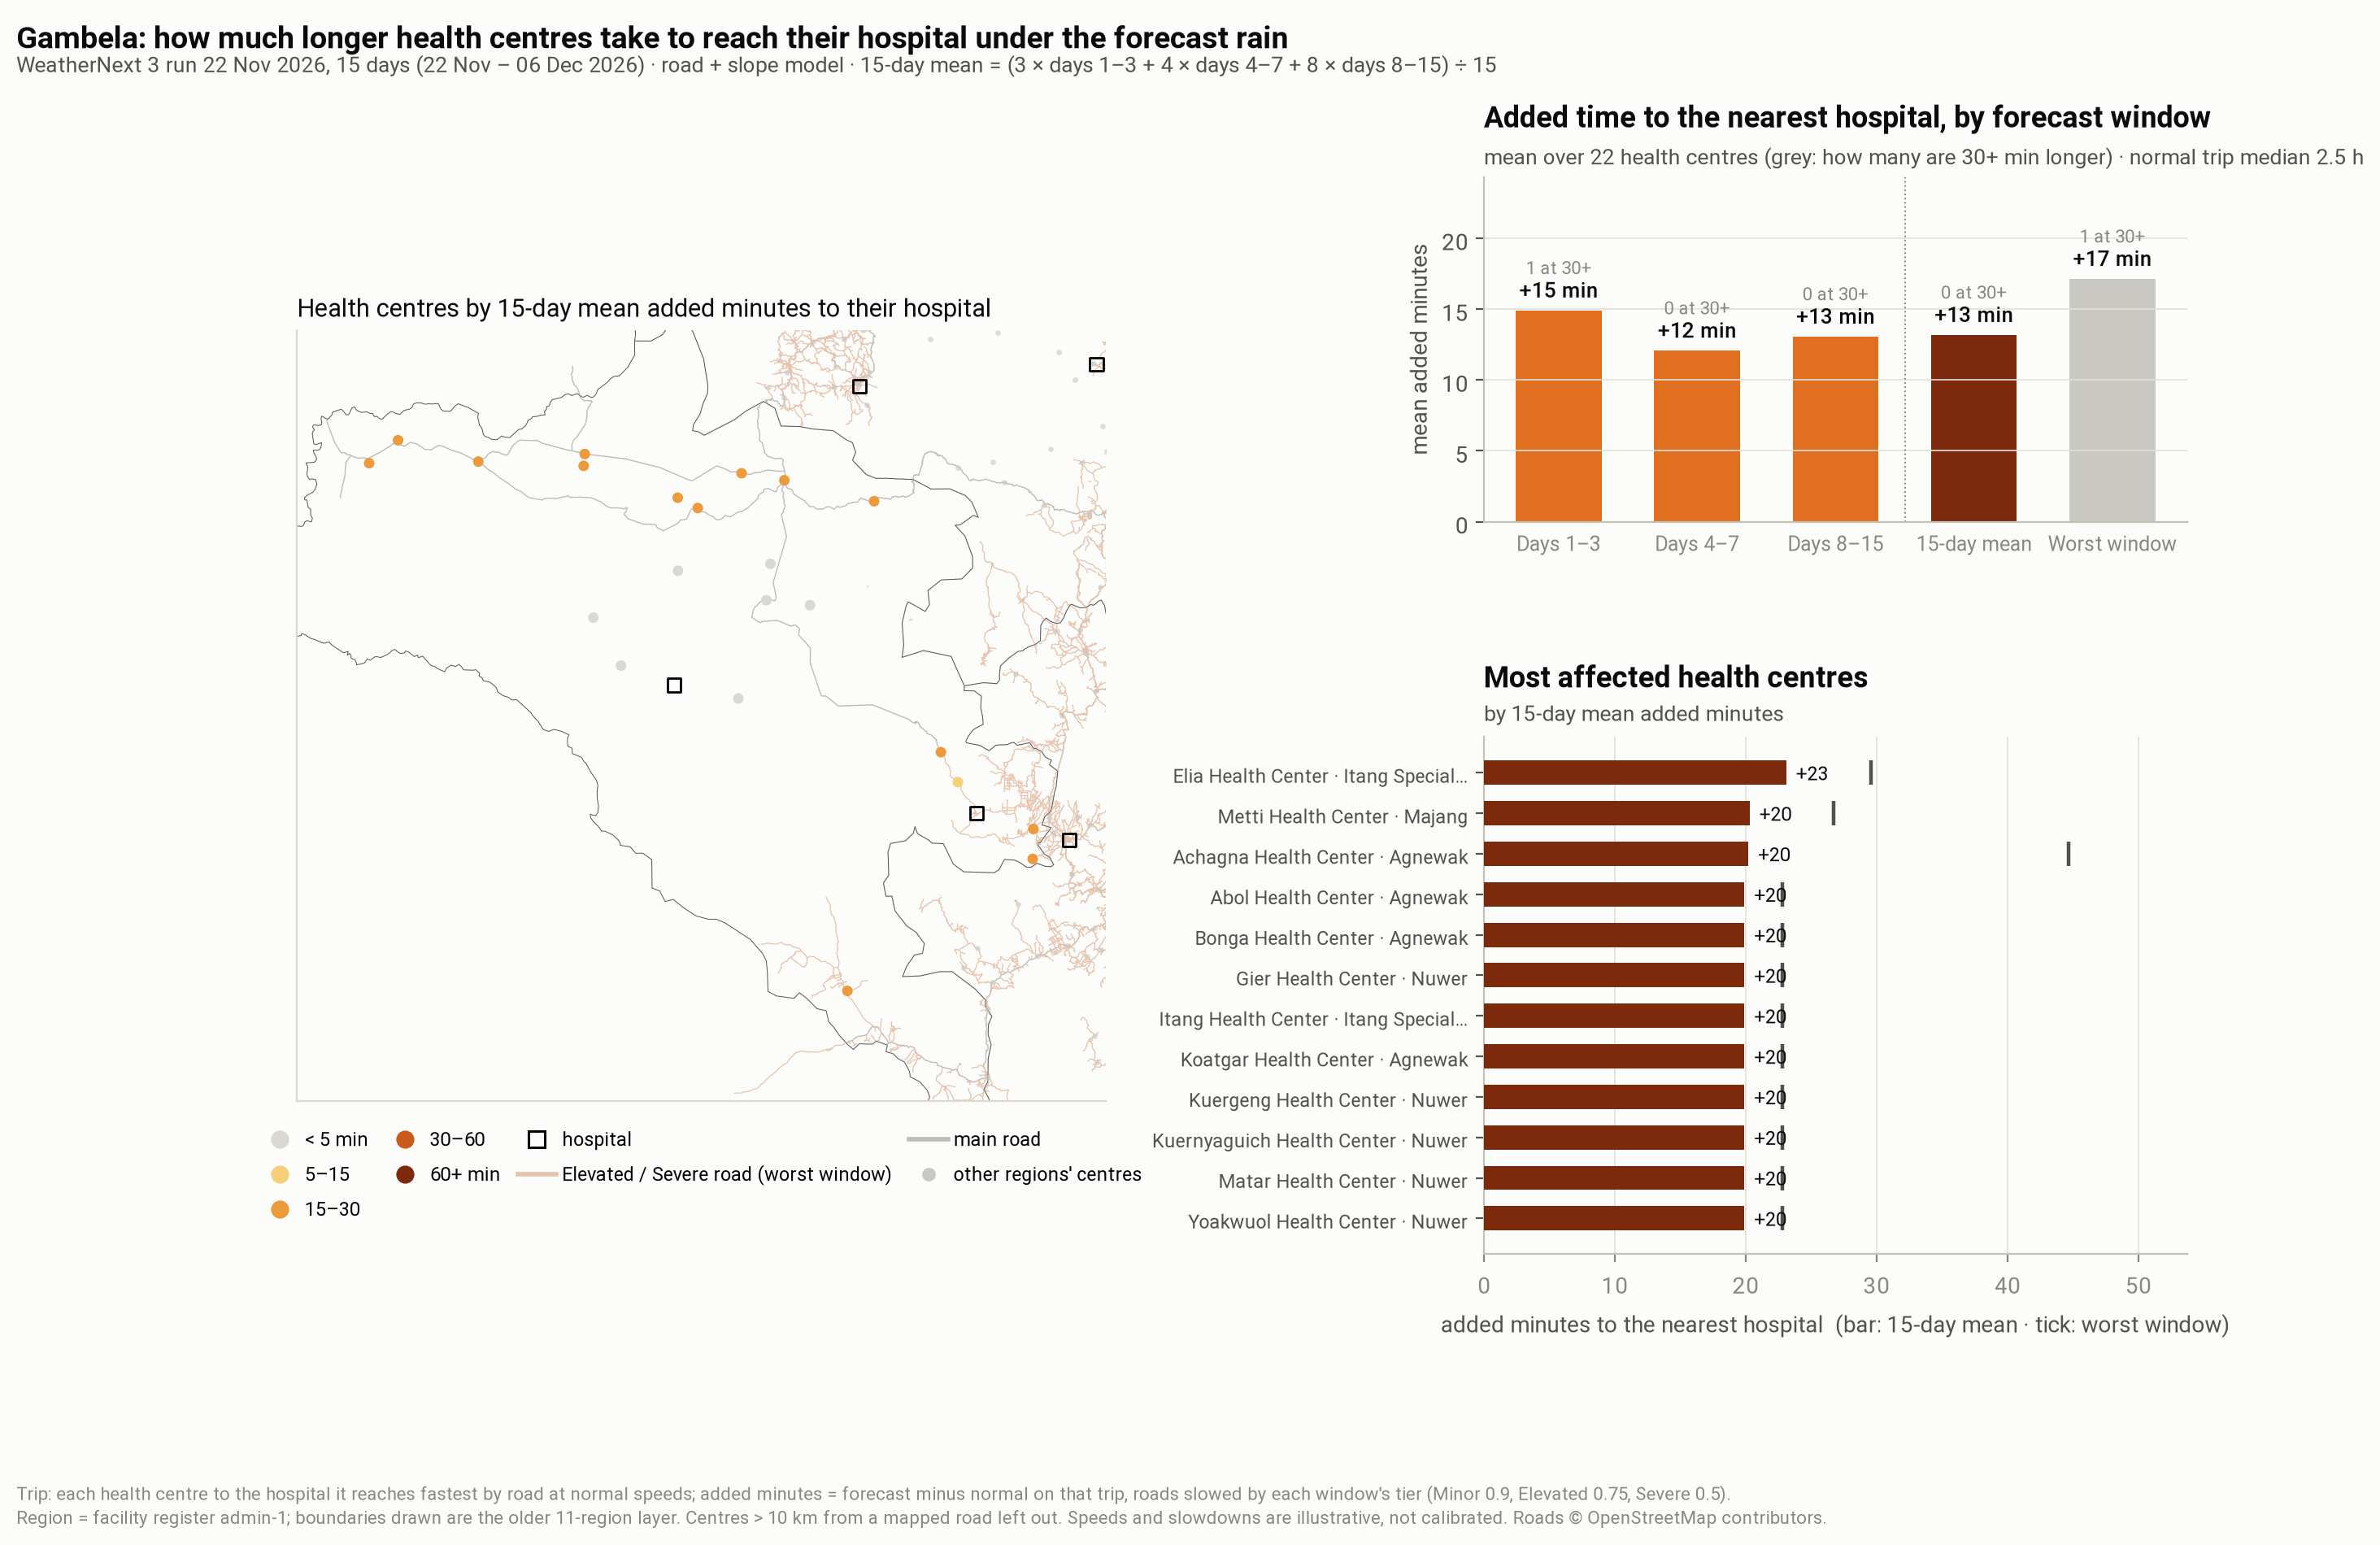 Gambela: how much longer health centres take to reach their hospital under the forecast rain
WeatherNext 3 run 22 Nov 2026, 15 days (22 Nov – 06 Dec 2026) · road + slope model · 15-day mean = (3 × days 1–3 + 4 × days 4–7 + 8 × days 8–15) ÷ 15
Health centres by 15-day mean added minutes to their hospital
< 5 min
5–15
15–30
30–60
60+ min
hospital
Elevated / Severe road (worst window)
main road
other regions' centres
Added time to the nearest hospital, by forecast window
mean over 22 health centres (grey: how many are 30+ min longer) · normal trip median 2.5 h
mean added minutes
20
15
10
5
0
1 at 30+
+15 min
0 at 30+
+12 min
0 at 30+
+13 min
0 at 30+
+13 min
1 at 30+
+17 min
Days 1–3
Days 4–7
Days 8–15
15-day mean
Worst window
Most affected health centres
by 15-day mean added minutes
Elia Health Center · Itang Special... +23
Metti Health Center · Majang +20
Achagna Health Center · Agnewak +20
Abol Health Center · Agnewak +20
Bonga Health Center · Agnewak +20
Gier Health Center · Nuwer +20
Itang Health Center · Itang Special... +20
Koatgar Health Center · Agnewak +20
Kuergeng Health Center · Nuwer +20
Kuernyaguich Health Center · Nuwer +20
Matar Health Center · Nuwer +20
Yoakwuol Health Center · Nuwer +20
0 10 20 30 40 50
added minutes to the nearest hospital (bar: 15-day mean · tick: worst window)
Trip: each health centre to the hospital it reaches fastest by road at normal speeds; added minutes = forecast minus normal on that trip, roads slowed by each window's tier (Minor 0.9, Elevated 0.75, Severe 0.5).
Region = facility register admin-1; boundaries drawn are the older 11-region layer. Centres > 10 km from a mapped road left out. Speeds and slowdowns are illustrative, not calibrated. Roads © OpenStreetMap contributors.